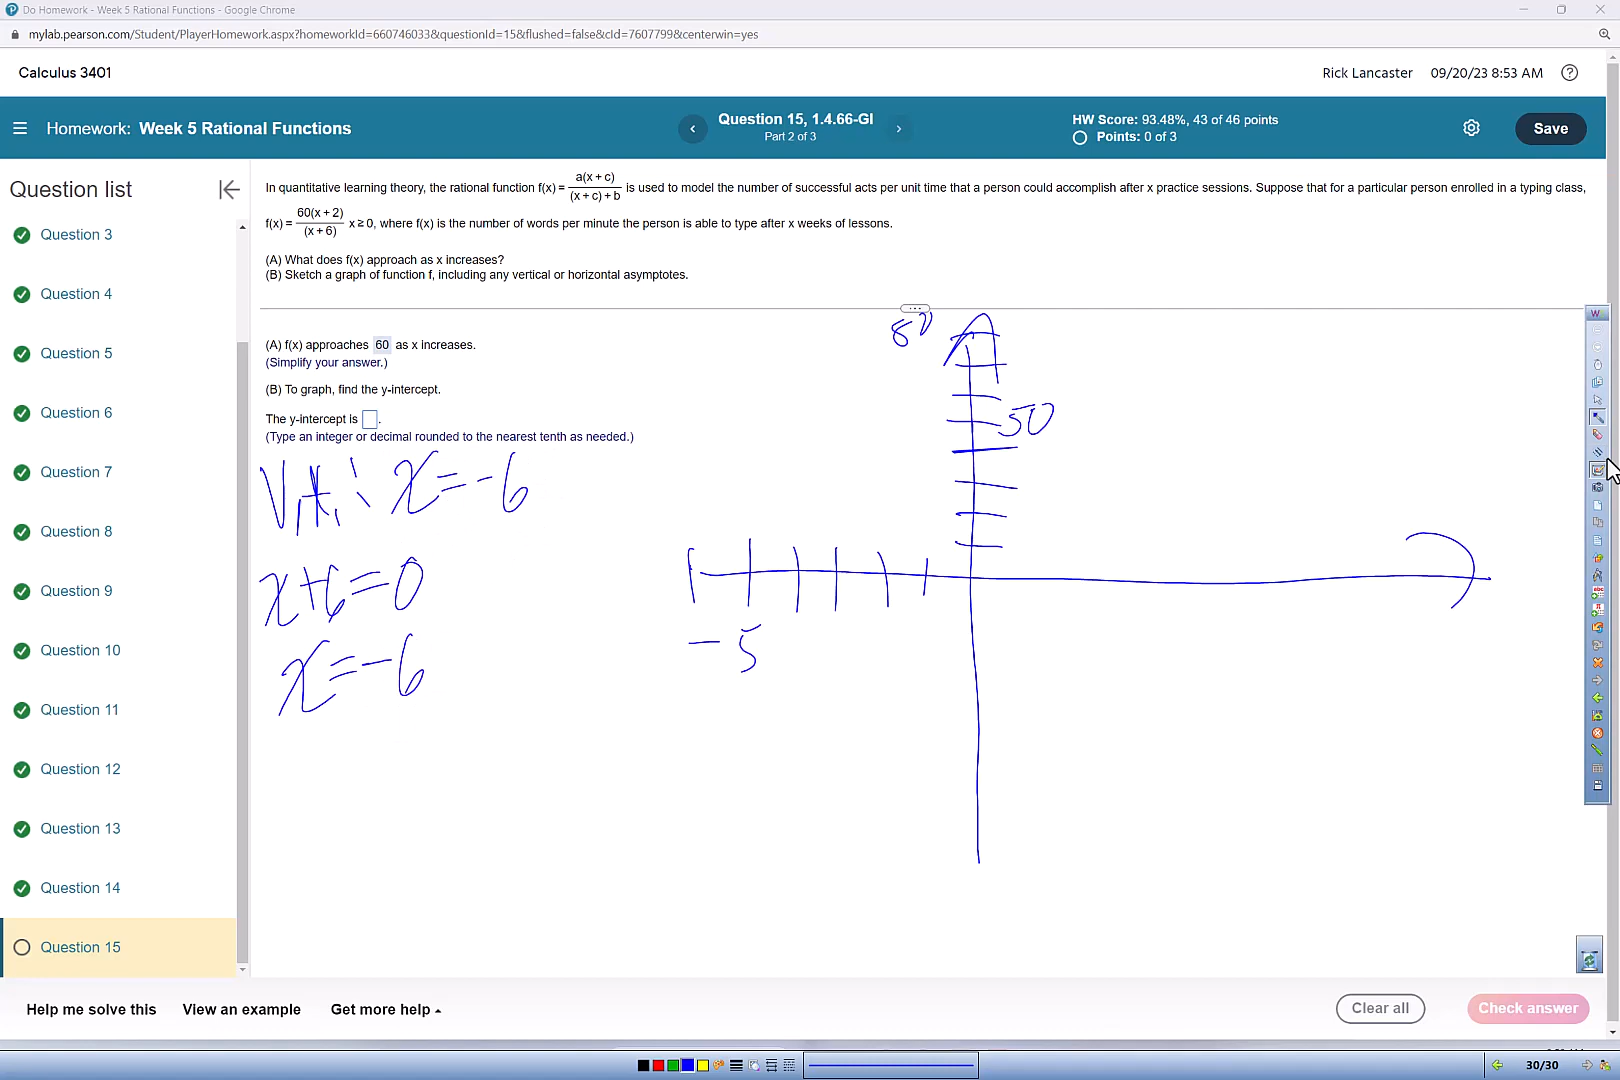 Do Homework - Week 5 Rational Functions - Google Chrome
mylab.pearson.com/Student/PlayerHomework.aspx?homeworkId=660746033&questionId=15&flushed=false&cId=7607799&centerwin=yes
Calculus 3401
Rick Lancaster 09/20/23 8:53 AM
Homework: Week 5 Rational Functions
Question 15, 1.4.66-GI
Part 2 of 3
HW Score: 93.48%, 43 of 46 points
Points: 0 of 3
Save
Question list
Question 3
Question 4
Question 5
Question 6
Question 7
Question 8
Question 9
Question 10
Question 11
Question 12
Question 13
Question 14
Question 15
In quantitative learning theory, the rational function f(x) = a(x + c) / (x + c) + b is used to model the number of successful acts per unit time that a person could accomplish after x practice sessions. Suppose that for a particular person enrolled in a typing class,
f(x) = 60(x + 2) / (x + 6) x ≥ 0, where f(x) is the number of words per minute the person is able to type after x weeks of lessons.
(A) What does f(x) approach as x increases?
(B) Sketch a graph of function f, including any vertical or horizontal asymptotes.
(A) f(x) approaches 60 as x increases.
(Simplify your answer.)
(B) To graph, find the y-intercept.
The y-intercept is .
(Type an integer or decimal rounded to the nearest tenth as needed.)
x = -6
x+6=0
x=-6
50
-5
Help me solve this View an example Get more help
Clear all
Check answer
30/30